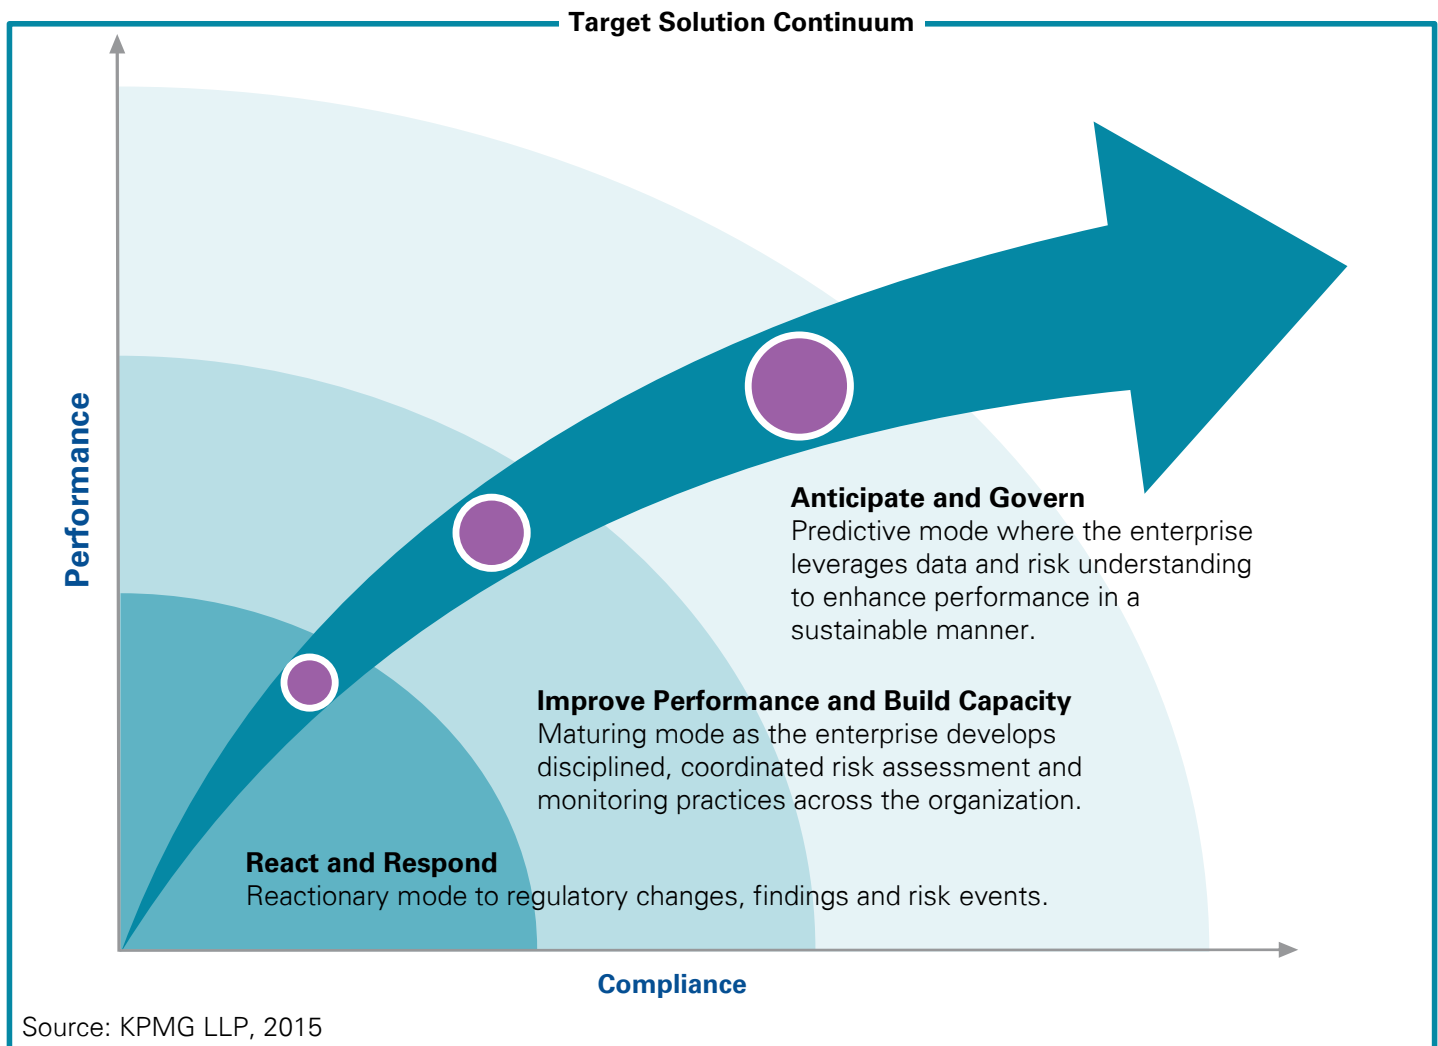 Target Solution Continuum
Performance
Anticipate and Govern
Predictive mode where the enterprise
leverages data and risk understanding
to enhance performance in a
sustainable manner.
Improve Performance and Build Capacity
Maturing mode as the enterprise develops
disciplined, coordinated risk assessment and
monitoring practices across the organization.
React and Respond
Reactionary mode to regulatory changes, findings and risk events.
Compliance
Source: KPMG LLP, 2015